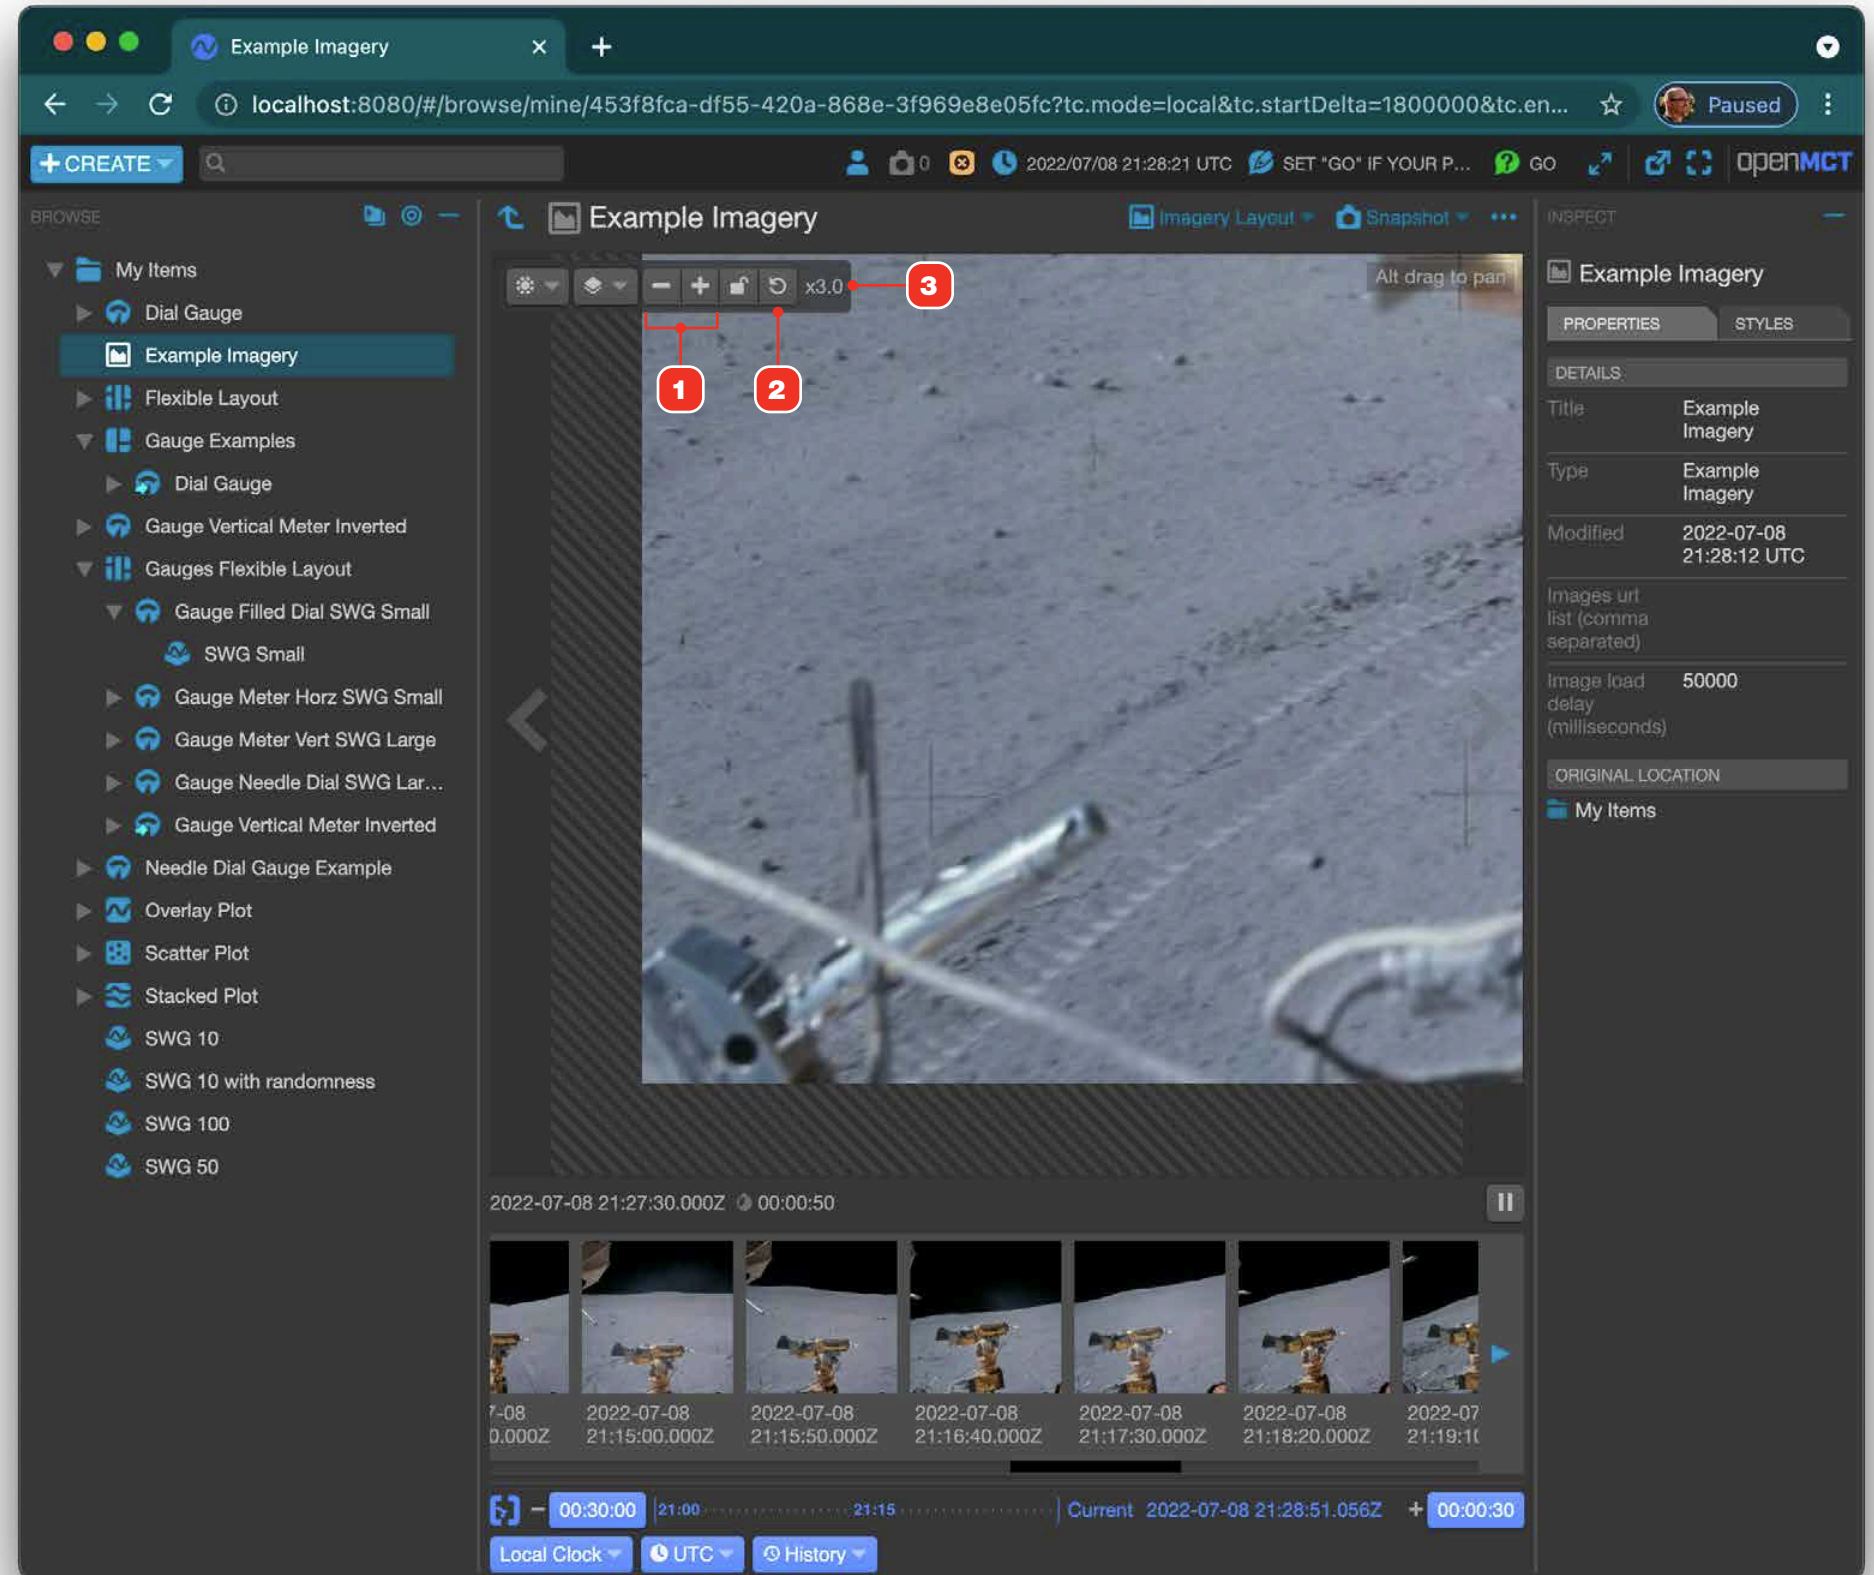 Example Imagery
localhost:8080/#/browse/mine/453f8fca-df55-420a-868e-3f969e8e05fc?tc.mode=local&tc.startDelta=1800000&tc.en...
Paused
+ CREATE
0
2022/07/08 21:28:21 UTC
SET "GO" IF YOUR P...
GO
openMCT
BROWSE
My Items
Dial Gauge
Example Imagery
Flexible Layout
Gauge Examples
Dial Gauge
Gauge Vertical Meter Inverted
Gauges Flexible Layout
Gauge Filled Dial SWG Small
SWG Small
Gauge Meter Horz SWG Small
Gauge Meter Vert SWG Large
Gauge Needle Dial SWG Lar...
Gauge Vertical Meter Inverted
Needle Dial Gauge Example
Overlay Plot
Scatter Plot
Stacked Plot
SWG 10
SWG 10 with randomness
SWG 100
SWG 50
Example Imagery
Imagery Layout
Snapshot
x3.0
3
Alt drag to pan
1
2
2022-07-08 21:27:30.000Z
00:00:50
7-08
0.000Z
2022-07-08
21:15:00.000Z
2022-07-08
21:15:50.000Z
2022-07-08
21:16:40.000Z
2022-07-08
21:17:30.000Z
2022-07-08
21:18:20.000Z
2022-07
21:19:1
00:30:00
21:00
21:15
Current 2022-07-08 21:28:51.056Z
+ 00:00:30
Local Clock
UTC
History
INSPECT
Example Imagery
PROPERTIES
STYLES
DETAILS
Title
Example
Imagery
Type
Example
Imagery
Modified
2022-07-08
21:28:12 UTC
Images url
list (comma
separated)
Image load
delay
(milliseconds)
50000
ORIGINAL LOCATION
My Items